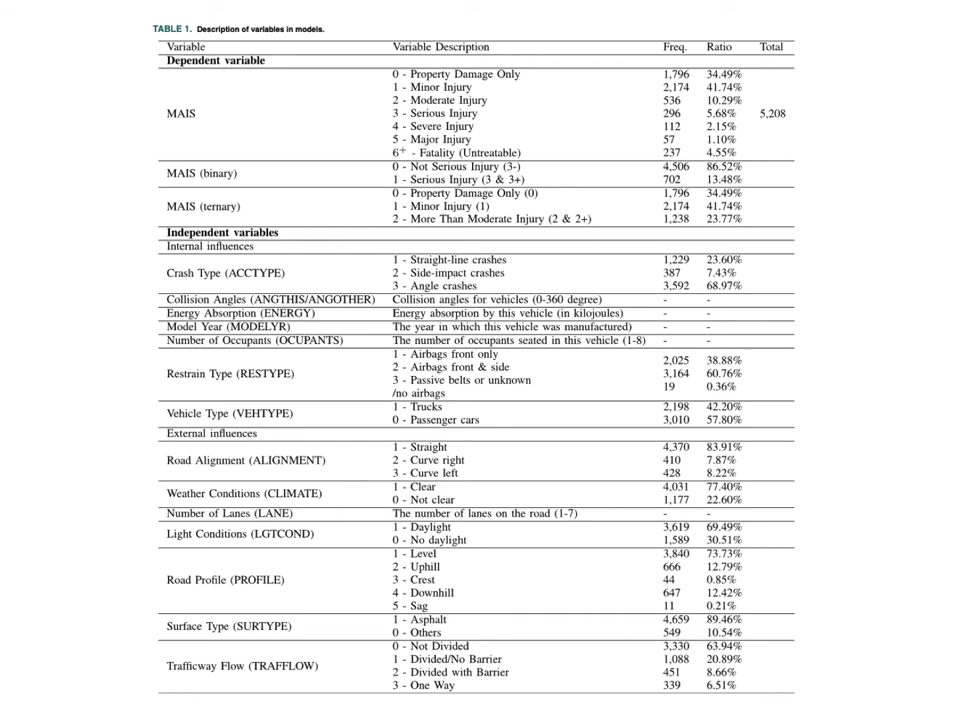 TABLE 1. Description of variables in models.
Variable Variable Description Freq. Ratio Total
Dependent variable
0 - Property Damage Only 1,796 34.49%
1 - Minor Injury 2,174 41.74%
2 - Moderate Injury 536 10.29%
MAIS 3 - Serious Injury 296 5.68% 5,208
4 - Severe Injury 112 2.15%
5 - Major Injury 57 1.10%
6+ - Fatality (Untreatable) 237 4.55%
MAIS (binary) 0 - Not Serious Injury (3-) 4,506 86.52%
1 - Serious Injury (3 & 3+) 702 13.48%
0 - Property Damage Only (0) 1,796 34.49%
MAIS (ternary) 1 - Minor Injury (1) 2,174 41.74%
2 - More Than Moderate Injury (2 & 2+) 1,238 23.77%
Independent variables
Internal influences
1 - Straight-line crashes 1,229 23.60%
Crash Type (ACCTYPE) 2 - Side-impact crashes 387 7.43%
3 - Angle crashes 3,592 68.97%
Collision Angles (ANGTHIS/ANGOTHER) Collision angles for vehicles (0-360 degree) - -
Energy Absorption (ENERGY) Energy absorption by this vehicle (in kilojoules) - -
Model Year (MODELYR) The year in which this vehicle was manufactured) - -
Number of Occupants (OCUPANTS) The number of occupants seated in this vehicle (1-8) - -
1 - Airbags front only 2,025 38.88%
2 - Airbags front & side 3,164 60.76%
Restrain Type (RESTYPE) 3 - Passive belts or unknown 19 0.36%
/no airbags
Vehicle Type (VEHTYPE) 1 - Trucks 2,198 42.20%
0 - Passenger cars 3,010 57.80%
External influences
1 - Straight 4,370 83.91%
Road Alignment (ALIGNMENT) 2 - Curve right 410 7.87%
3 - Curve left 428 8.22%
Weather Conditions (CLIMATE) 1 - Clear 4,031 77.40%
0 - Not clear 1,177 22.60%
Number of Lanes (LANE) The number of lanes on the road (1-7) - -
Light Conditions (LGTCOND) 1 - Daylight 3,619 69.49%
0 - No daylight 1,589 30.51%
1 - Level 3,840 73.73%
2 - Uphill 666 12.79%
Road Profile (PROFILE) 3 - Crest 44 0.85%
4 - Downhill 647 12.42%
5 - Sag 11 0.21%
Surface Type (SURTYPE) 1 - Asphalt 4,659 89.46%
0 - Others 549 10.54%
0 - Not Divided 3,330 63.94%
1 - Divided/No Barrier 1,088 20.89%
Trafficway Flow (TRAFFLOW) 2 - Divided with Barrier 451 8.66%
3 - One Way 339 6.51%